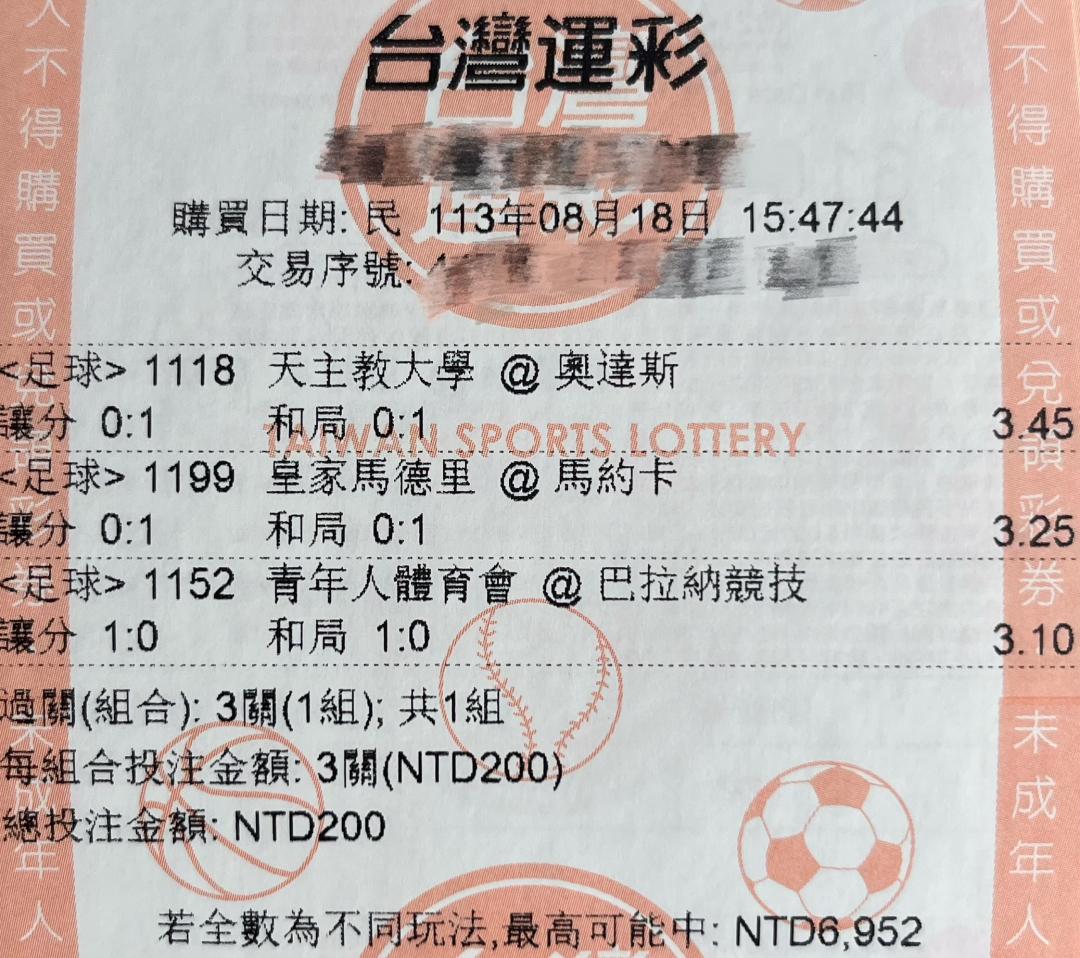 台灣運彩
購買日期: 民 113年08月18日 15:47:44
交易序號:
<足球> 1118 天主教大學 @ 奧達斯
讓分 0:1 和局 0:1 3.45
TAIWAN SPORTS LOTTERY
<足球> 1199 皇家馬德里 @ 馬約卡
讓分 0:1 和局 0:1 3.25
<足球> 1152 青年人體育會 @ 巴拉納競技
讓分 1:0 和局 1:0 3.10
過關(組合): 3關(1組); 共1組
每組合投注金額: 3關(NTD200)
總投注金額: NTD200
若全數為不同玩法,最高可能中: NTD6,952
人不得購買或兌領彩券
未成年人
人不得購買或兌領彩券
未成年人